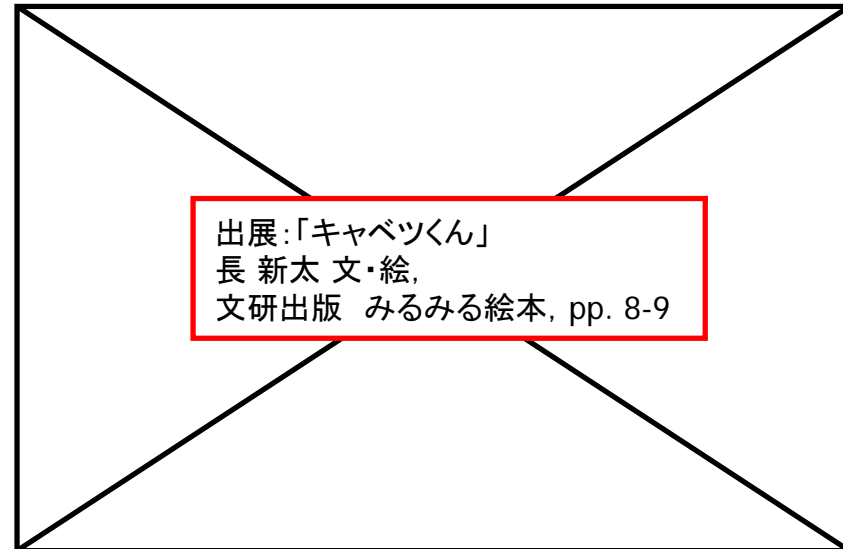 出展:「キャベツくん」
長 新太 文・絵,
文研出版　みるみる絵本, pp. 8-9